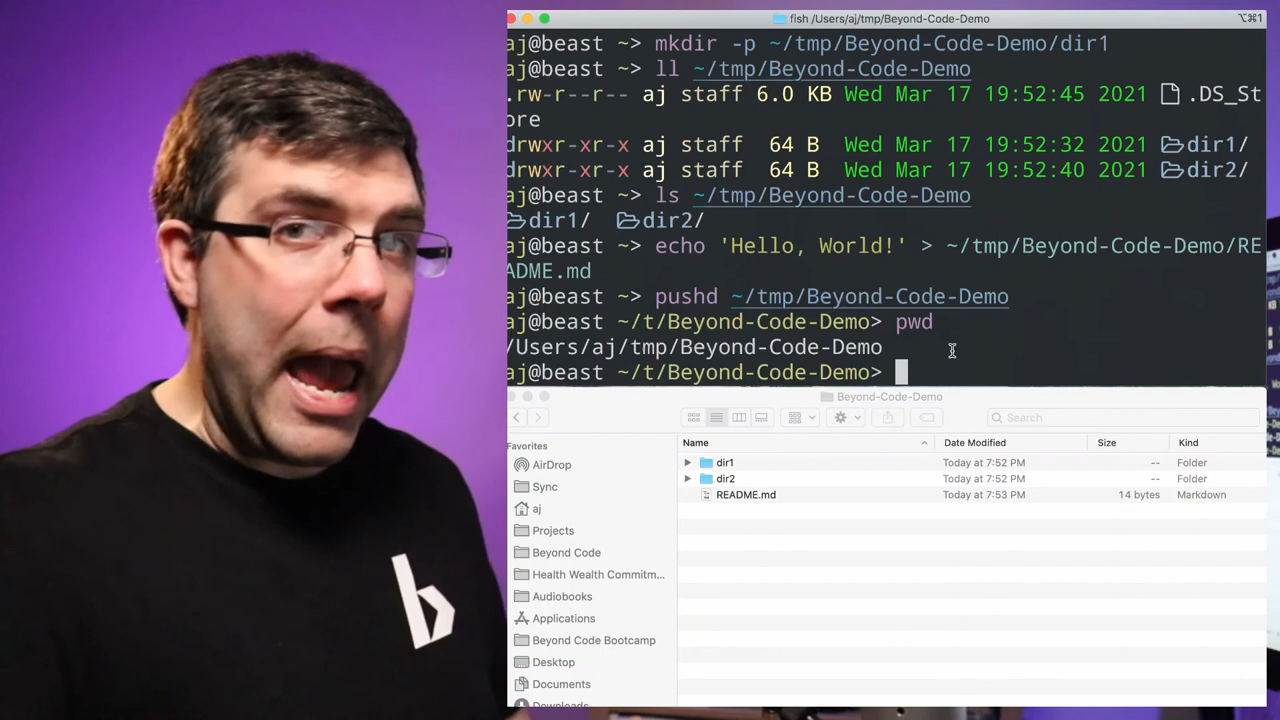 fish /Users/aj/tmp/Beyond-Code-Demo
⌥⌘1
aj@beast ~> mkdir -p ~/tmp/Beyond-Code-Demo/dir1
aj@beast ~> ll ~/tmp/Beyond-Code-Demo
.rw-r--r-- aj staff 6.0 KB Wed Mar 17 19:52:45 2021 .DS_St
ore
drwxr-xr-x aj staff 64 B Wed Mar 17 19:52:32 2021 dir1/
drwxr-xr-x aj staff 64 B Wed Mar 17 19:52:40 2021 dir2/
aj@beast ~> ls ~/tmp/Beyond-Code-Demo
dir1/ dir2/
aj@beast ~> echo 'Hello, World!' > ~/tmp/Beyond-Code-Demo/RE
ADME.md
aj@beast ~> pushd ~/tmp/Beyond-Code-Demo
aj@beast ~/t/Beyond-Code-Demo> pwd
/Users/aj/tmp/Beyond-Code-Demo
aj@beast ~/t/Beyond-Code-Demo>
Beyond-Code-Demo
Search
Favorites
AirDrop
Sync
aj
Projects
Beyond Code
Health Wealth Commitm...
Audiobooks
Applications
Beyond Code Bootcamp
Desktop
Documents
Downloads
Name Date Modified Size Kind
dir1 Today at 7:52 PM -- Folder
dir2 Today at 7:52 PM -- Folder
README.md Today at 7:53 PM 14 bytes Markdown
b